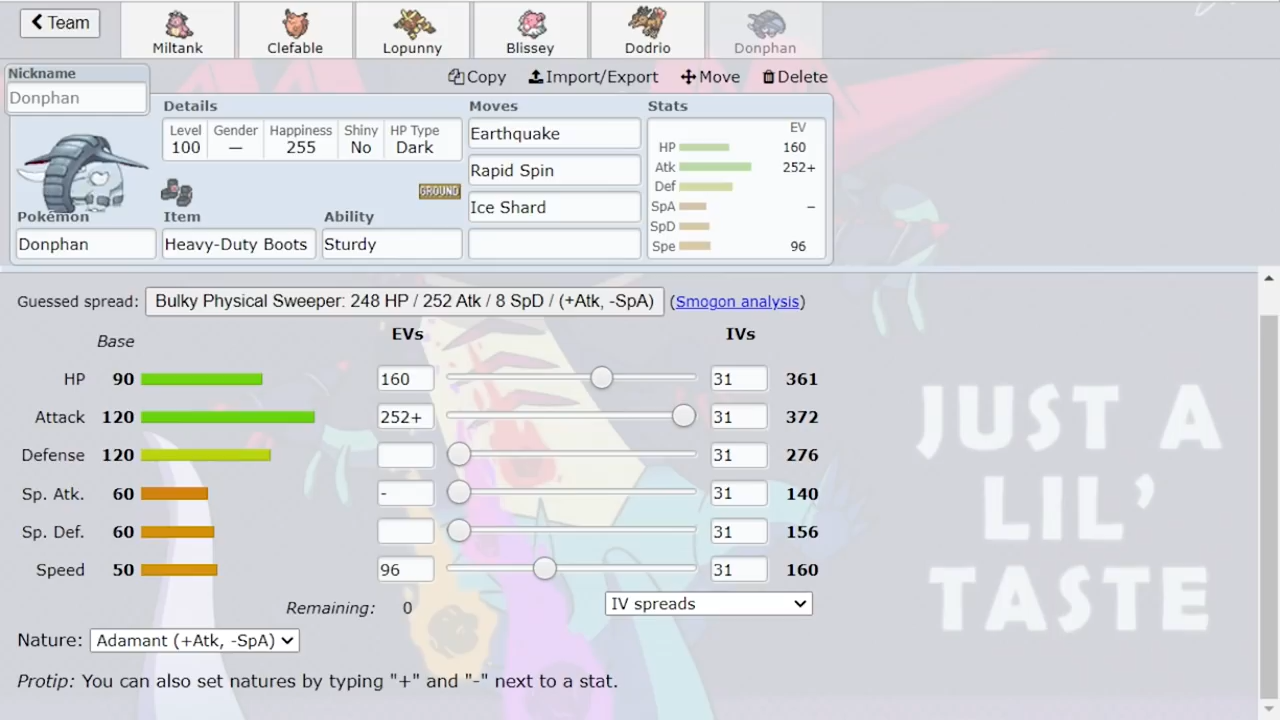 Team
Miltank
Clefable
Lopunny
Blissey
Dodrio
Donphan
Copy
Import/Export
Move
Delete
Nickname
Donphan
Details
Moves
Stats
Level
Gender
Happiness
Shiny
HP Type
100
—
255
No
Dark
GROUND
Pokémon
Item
Ability
Donphan
Heavy-Duty Boots
Sturdy
Earthquake
Rapid Spin
Ice Shard
EV
HP 160
Atk 252+
Def
SpA –
SpD
Spe 96
Guessed spread: Bulky Physical Sweeper: 248 HP / 252 Atk / 8 SpD / (+Atk, -SpA) (Smogon analysis)
Base EVs IVs
HP 90 160 31 361
Attack 120 252+ 31 372
Defense 120 31 276
Sp. Atk. 60 - 31 140
Sp. Def. 60 31 156
Speed 50 96 31 160
Remaining: 0 IV spreads
Nature: Adamant (+Atk, -SpA)
Protip: You can also set natures by typing "+" and "-" next to a stat.
JUST A
LIL'
TASTE